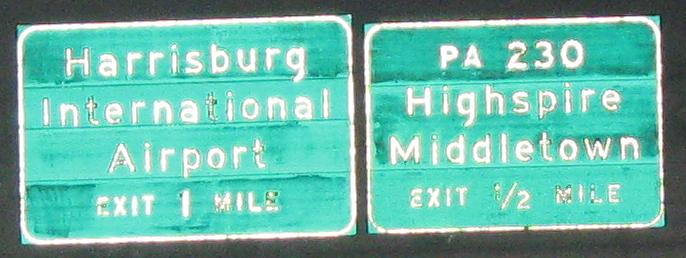 Harrisburg
International
Airport
EXIT 1 MILE
PA 230
Highspire
Middletown
EXIT 1/2 MILE